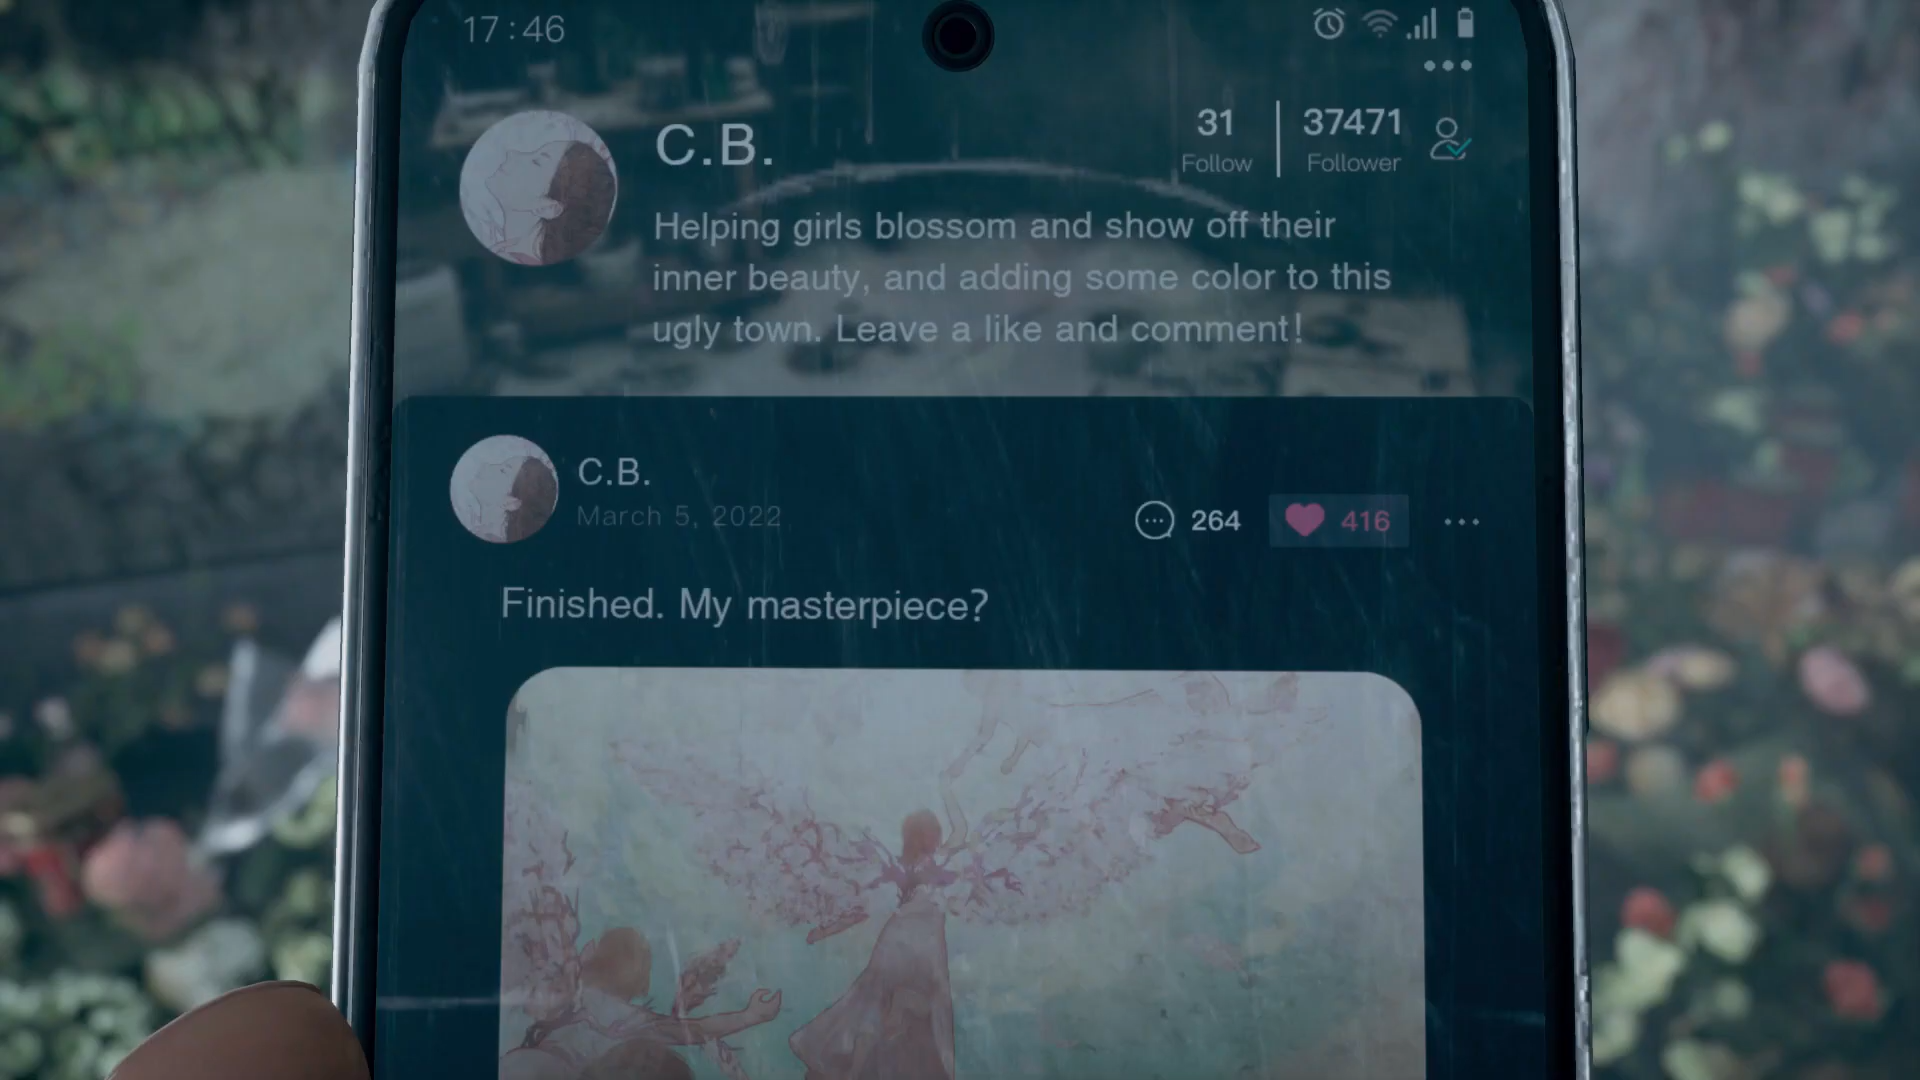 17:46
C.B.
31
Follow
37471
Follower
Helping girls blossom and show off their
inner beauty, and adding some color to this
ugly town. Leave a like and comment!
C.B.
March 5, 2022
264
416
Finished. My masterpiece?